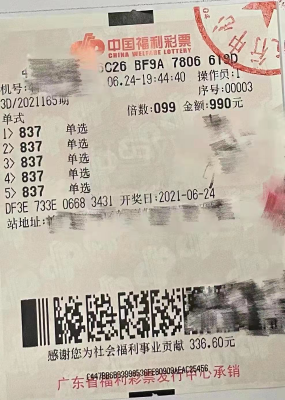 中国福利彩票
CHINA WELFARE LOTTERY
5C26 BF9A 7806 619D
06.24-19:44:40 操作员:1
机号:
序号:00003
3D/2021165期
单式 倍数:099 金额:990元
1> 837 单选
2> 837 单选
3> 837 单选
4> 837 单选
5> 837 单选
DF3E 733E 0668 3431 开奖日:2021-06-24
站地址:
感谢您为社会福利事业贡献 336.60元
广东省福利彩票发行中心承销